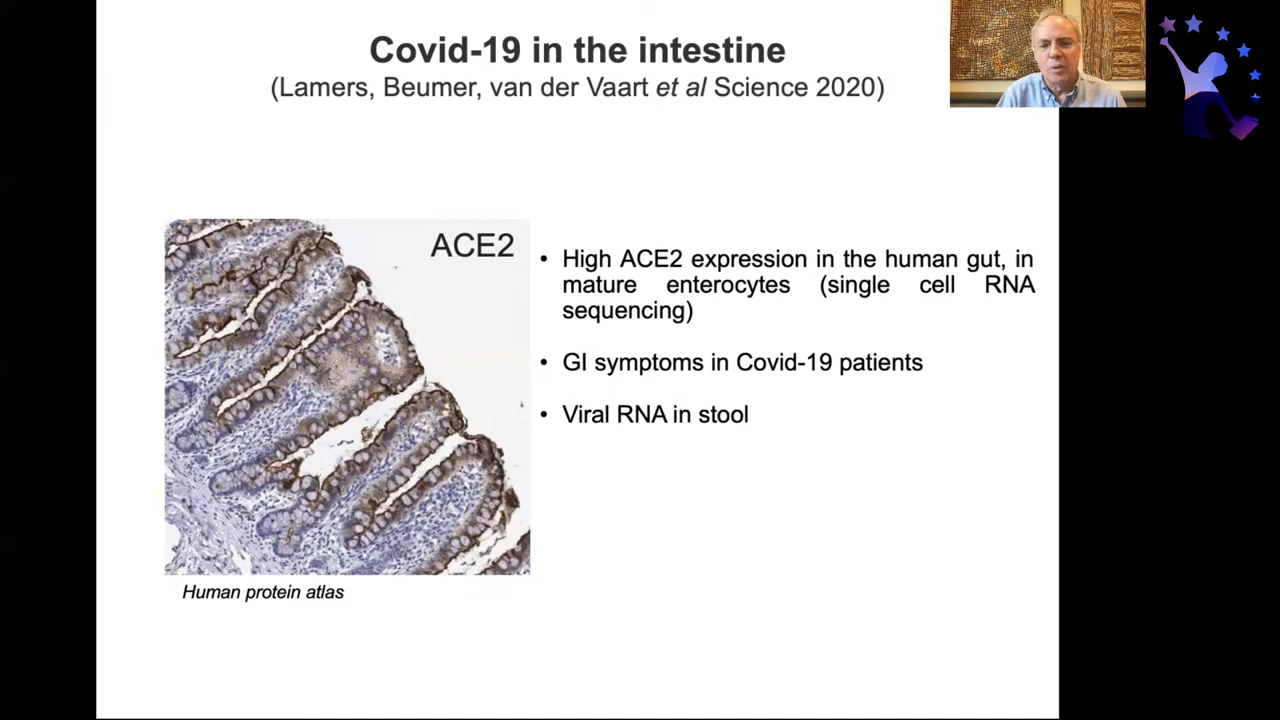 Covid-19 in the intestine
(Lamers, Beumer, van der Vaart et al Science 2020)
ACE2
• High ACE2 expression in the human gut, in
mature enterocytes (single cell RNA
sequencing)
• GI symptoms in Covid-19 patients
• Viral RNA in stool
Human protein atlas